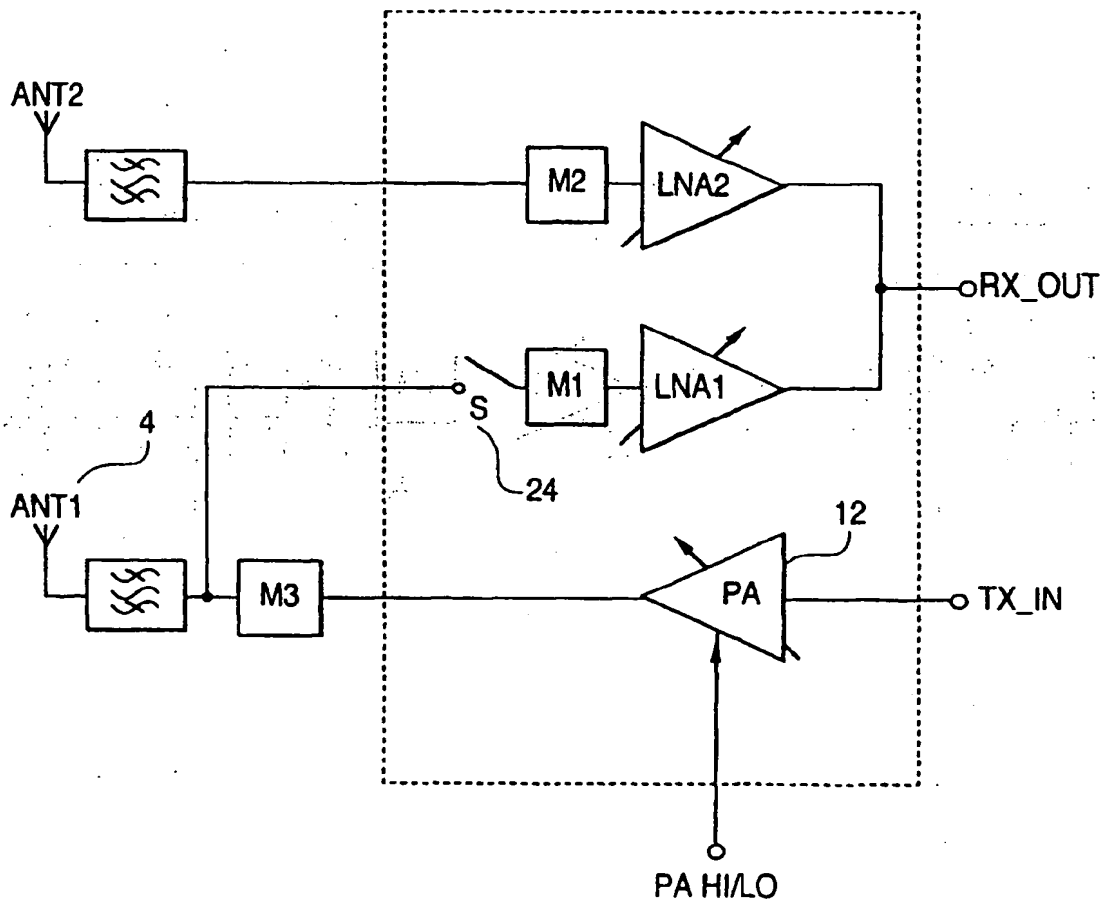 ANT2
M2
LNA2
RX_OUT
M1
LNA1
S
24
4
ANT1
12
M3
PA
TX_IN
PA HI/LO